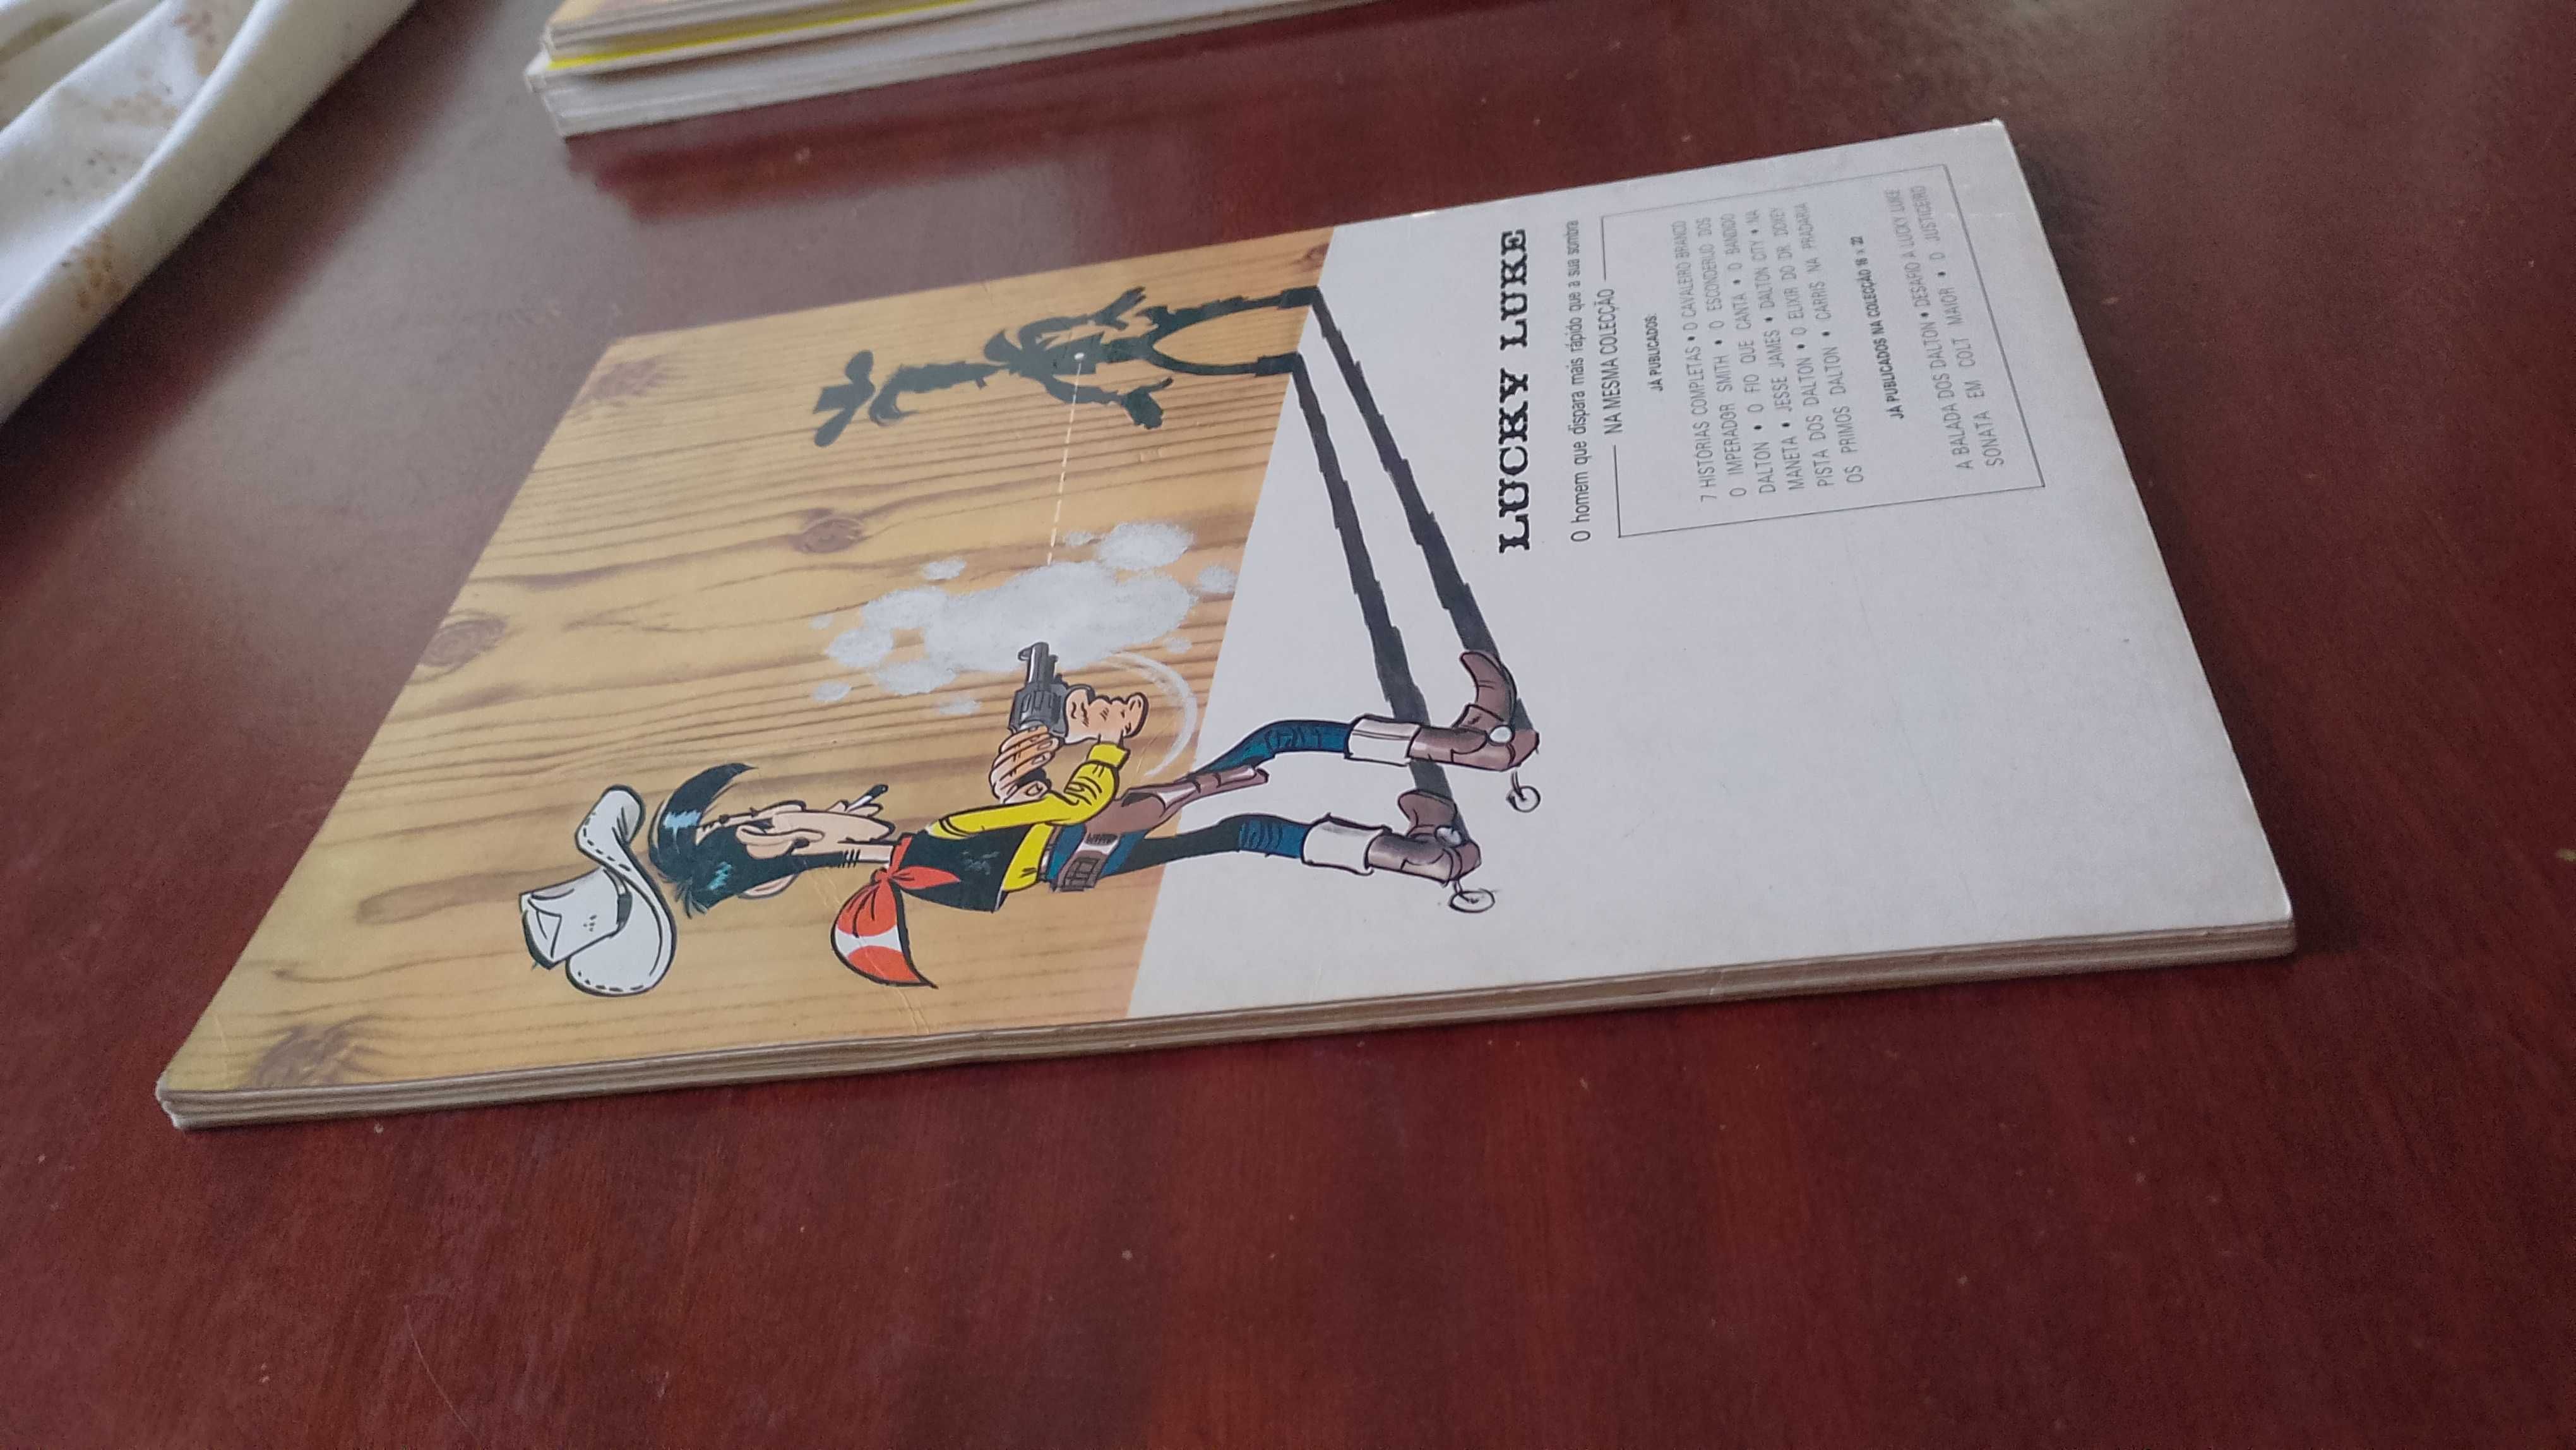 LUCKY LUKE
O homem que dispara mais rápido que a sua sombra
NA MESMA COLECÇÃO
JÁ PUBLICADOS:
7 HISTÓRIAS COMPLETAS • O CAVALEIRO BRANCO
O IMPERADOR SMITH • O ESCONDERIJO DOS
DALTON • O FIO QUE CANTA • O BANDIDO
MANETA • JESSE JAMES • DALTON CITY • NA
PISTA DOS DALTON • O ELIXIR DO DR. DOXEY
OS PRIMOS DALTON • CARRIS NA PRADARIA
JÁ PUBLICADOS NA COLECÇÃO 16 x 22
A BALADA DOS DALTON • DESAFIO A LUCKY LUKE
SONATA EM COLT MAIOR • O JUSTICEIRO